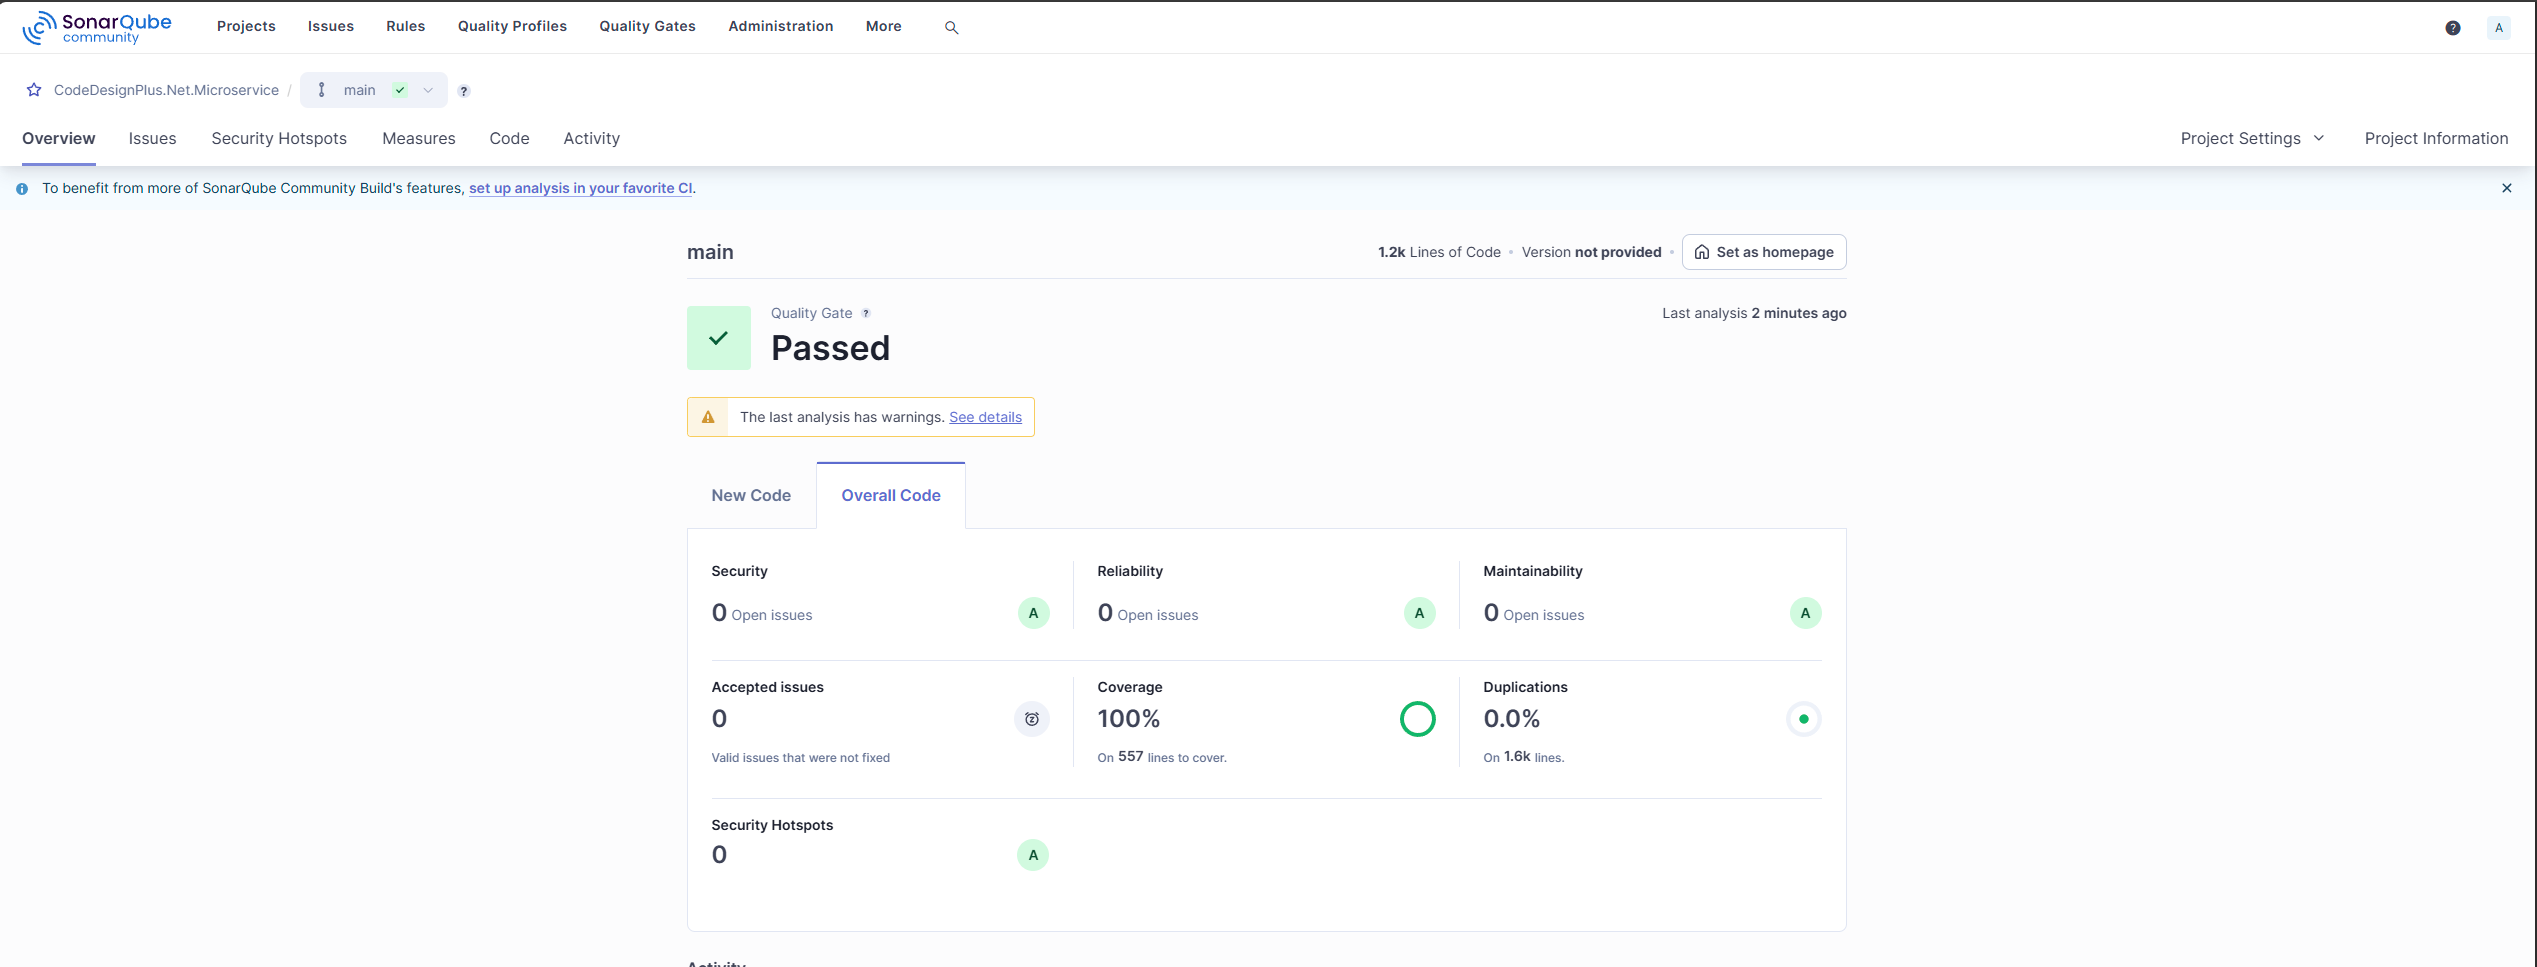 SonarQube
community
Projects Issues Rules Quality Profiles Quality Gates Administration More
? A
CodeDesignPlus.Net.Microservice / main ?
Overview Issues Security Hotspots Measures Code Activity Project Settings Project Information
To benefit from more of SonarQube Community Build's features, set up analysis in your favorite CI.
main 1.2k Lines of Code • Version not provided • Set as homepage
Quality Gate ? Last analysis 2 minutes ago
Passed
The last analysis has warnings. See details
New Code Overall Code
Security Reliability Maintainability
0 Open issues A 0 Open issues A 0 Open issues A
Accepted issues Coverage Duplications
0 100% 0.0%
Valid issues that were not fixed On 557 lines to cover. On 1.6k lines.
Security Hotspots
0 A
Activity